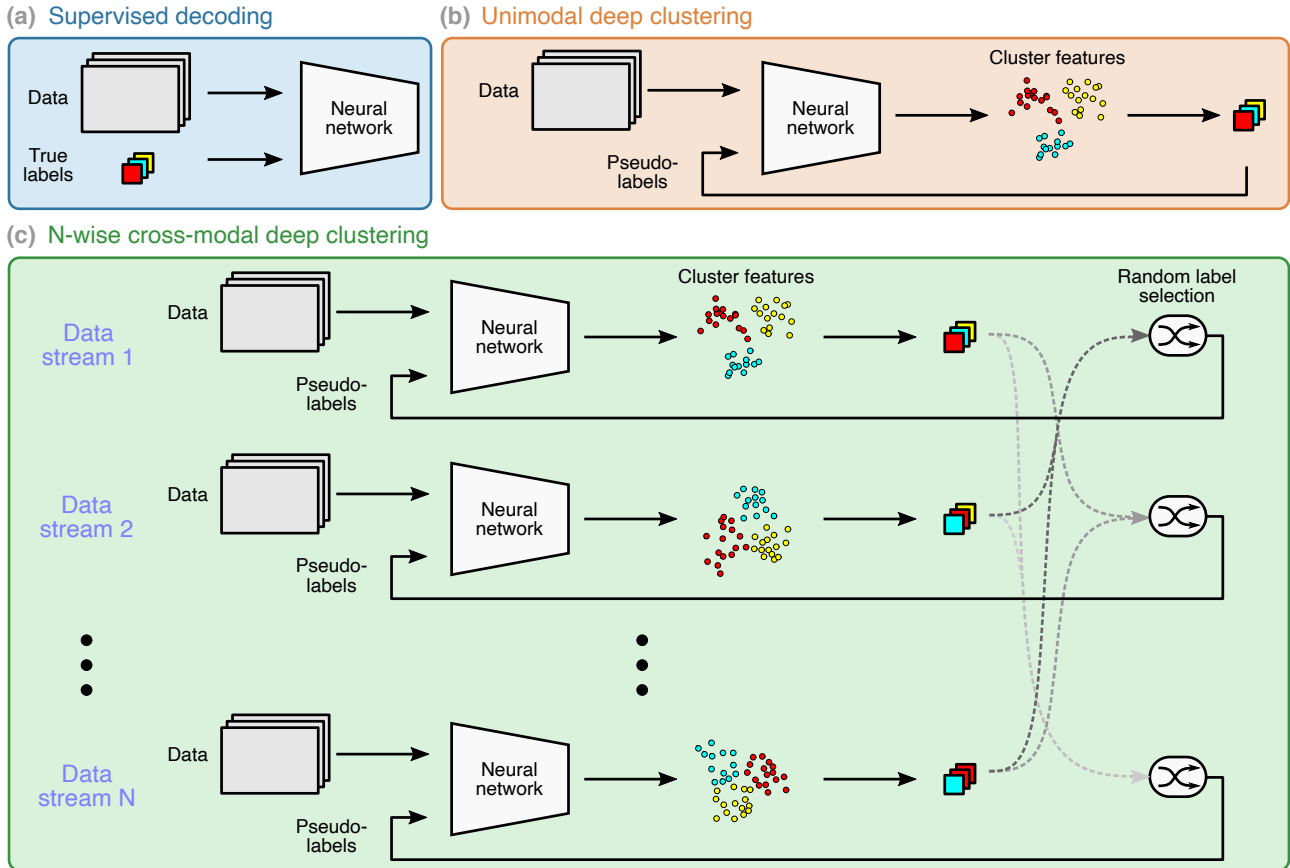 (a) Supervised decoding
Data
True
labels
Neural
network
(b) Unimodal deep clustering
Data
Pseudo-
labels
Neural
network
Cluster features
(c) N-wise cross-modal deep clustering
Data
stream 1
Data
Pseudo-
labels
Neural
network
Cluster features
Random label
selection
Data
stream 2
Data
Pseudo-
labels
Neural
network
Data
stream N
Data
Pseudo-
labels
Neural
network